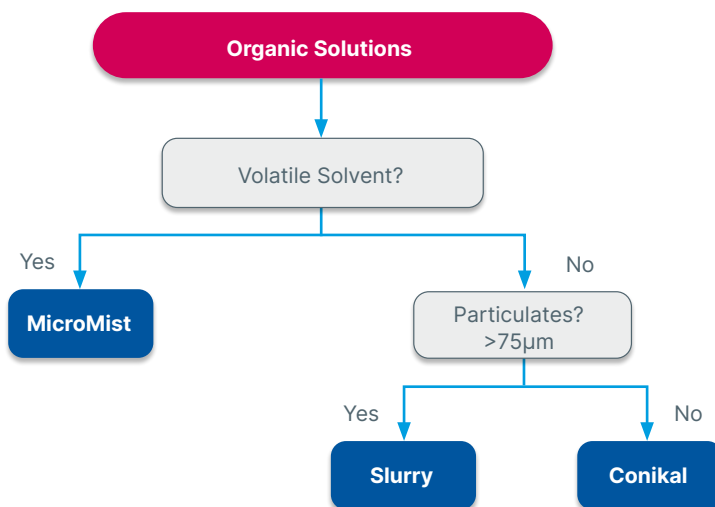 Organic Solutions
Volatile Solvent?
Yes
No
MicroMist
Particulates?
>75µm
Yes
No
Slurry
Conikal